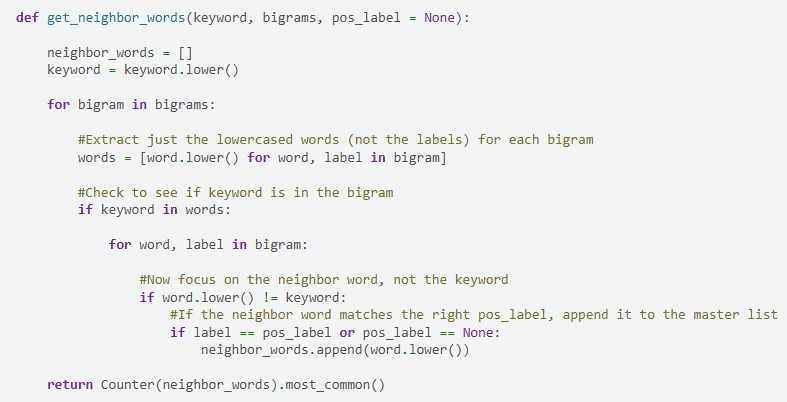 def get_neighbor_words(keyword, bigrams, pos_label = None):
neighbor_words = []
keyword = keyword.lower()
for bigram in bigrams:
#Extract just the lowercased words (not the labels) for each bigram
words = [word.lower() for word, label in bigram]
#Check to see if keyword is in the bigram
if keyword in words:
for word, label in bigram:
#Now focus on the neighbor word, not the keyword
if word.lower() != keyword:
#If the neighbor word matches the right pos_label, append it to the master list
if label == pos_label or pos_label == None:
neighbor_words.append(word.lower())
return Counter(neighbor_words).most_common()